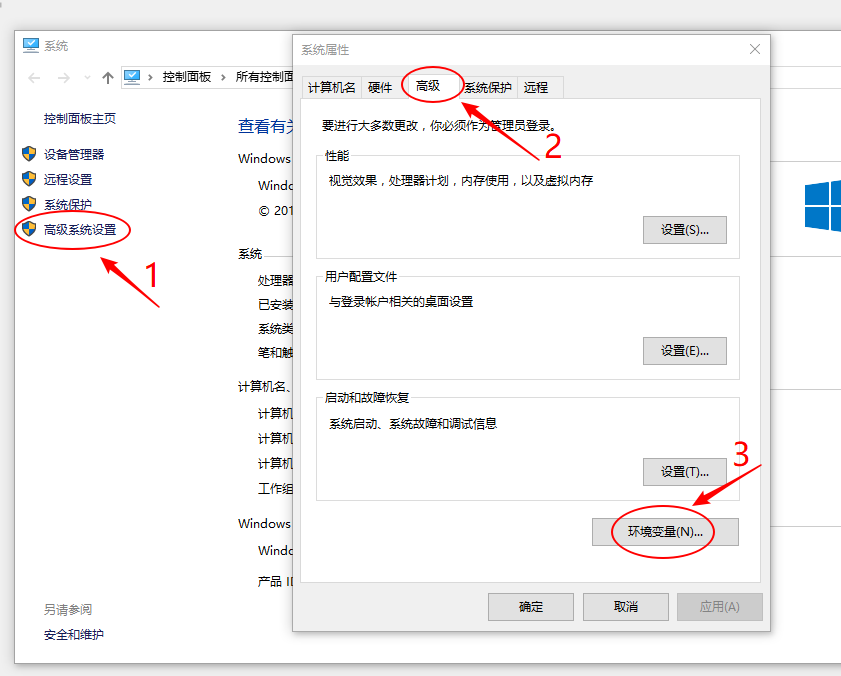 系统
控制面板
所有控制面
控制面板主页
设备管理器
远程设置
系统保护
高级系统设置
1
另请参阅
安全和维护
查看有关
Windows
Windo
© 201
系统
处理器
已安装
系统类
笔和触
计算机名、
计算机
计算机
计算机
工作组
Windows
Windo
产品 ID
系统属性
计算机名
硬件
高级
系统保护
远程
要进行大多数更改，你必须作为管理员登录。
2
性能
视觉效果，处理器计划，内存使用，以及虚拟内存
设置(S)...
用户配置文件
与登录帐户相关的桌面设置
设置(E)...
启动和故障恢复
系统启动、系统故障和调试信息
设置(T)...
3
环境变量(N)...
确定
取消
应用(A)